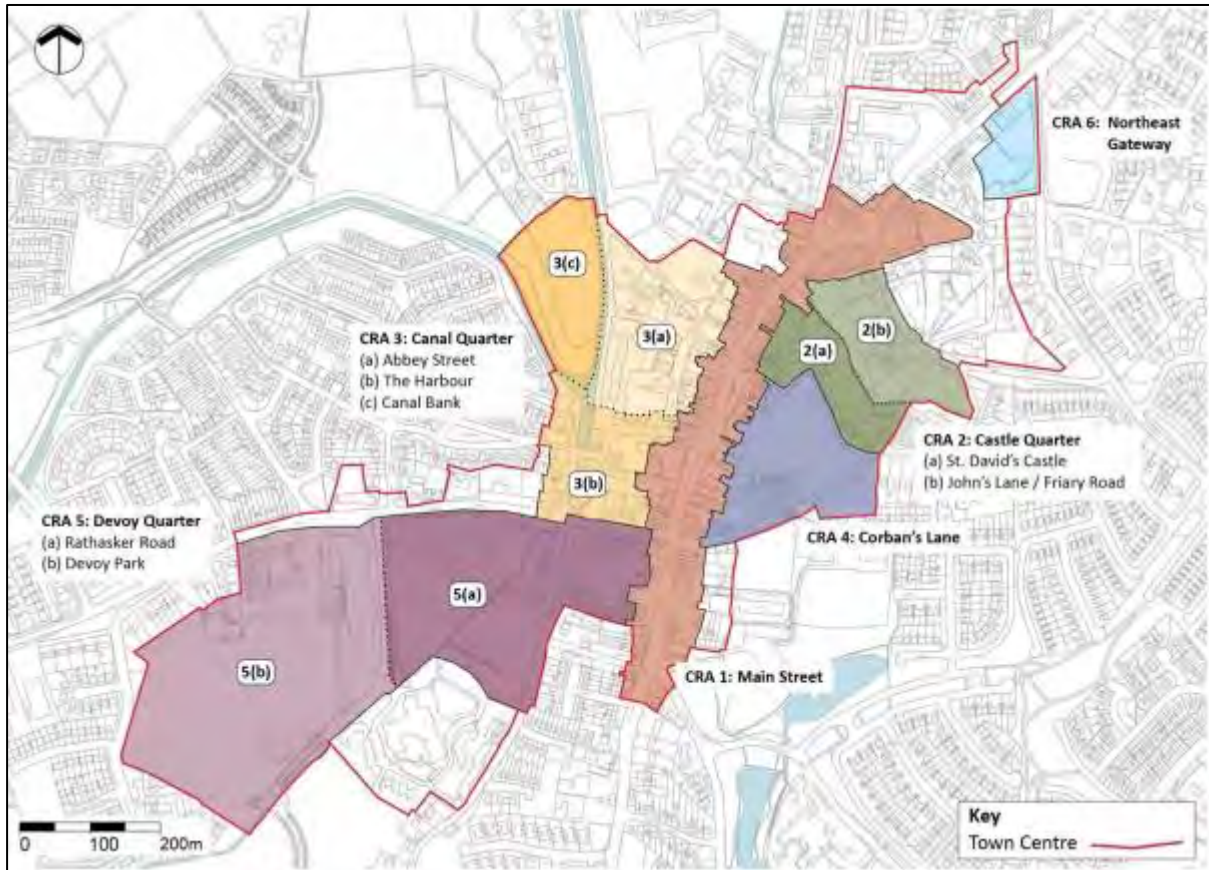 CRA 6: Northeast
Gateway
3(c)
3(a)
2(b)
2(a)
CRA 3: Canal Quarter
(a) Abbey Street
(b) The Harbour
(c) Canal Bank
CRA 2: Castle Quarter
(a) St. David's Castle
(b) John's Lane / Friary Road
3(b)
CRA 5: Devoy Quarter
(a) Rathasker Road
(b) Devoy Park
CRA 4: Corban's Lane
5(a)
5(b)
CRA 1: Main Street
Key
Town Centre
0 100 200m